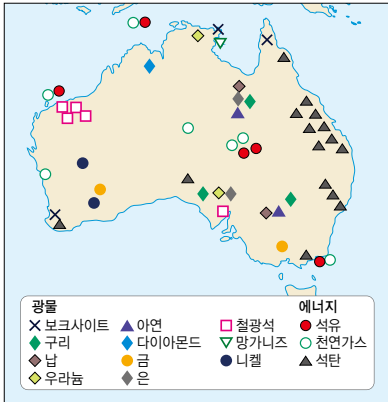 광물 에너지
보크사이트 아연 철광석 석유
구리 다이아몬드 망가니즈 천연가스
납 금 니켈 석탄
우라늄 은